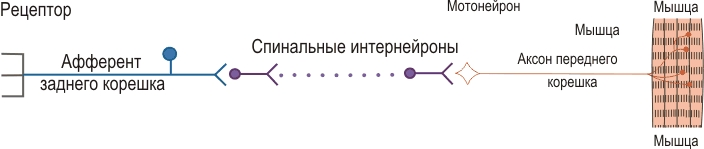 Рецептор
Мотонейрон
Мышца
Мышца
Афферент
заднего корешка
Спинальные интернейроны
Аксон переднего
корешка
Мышца